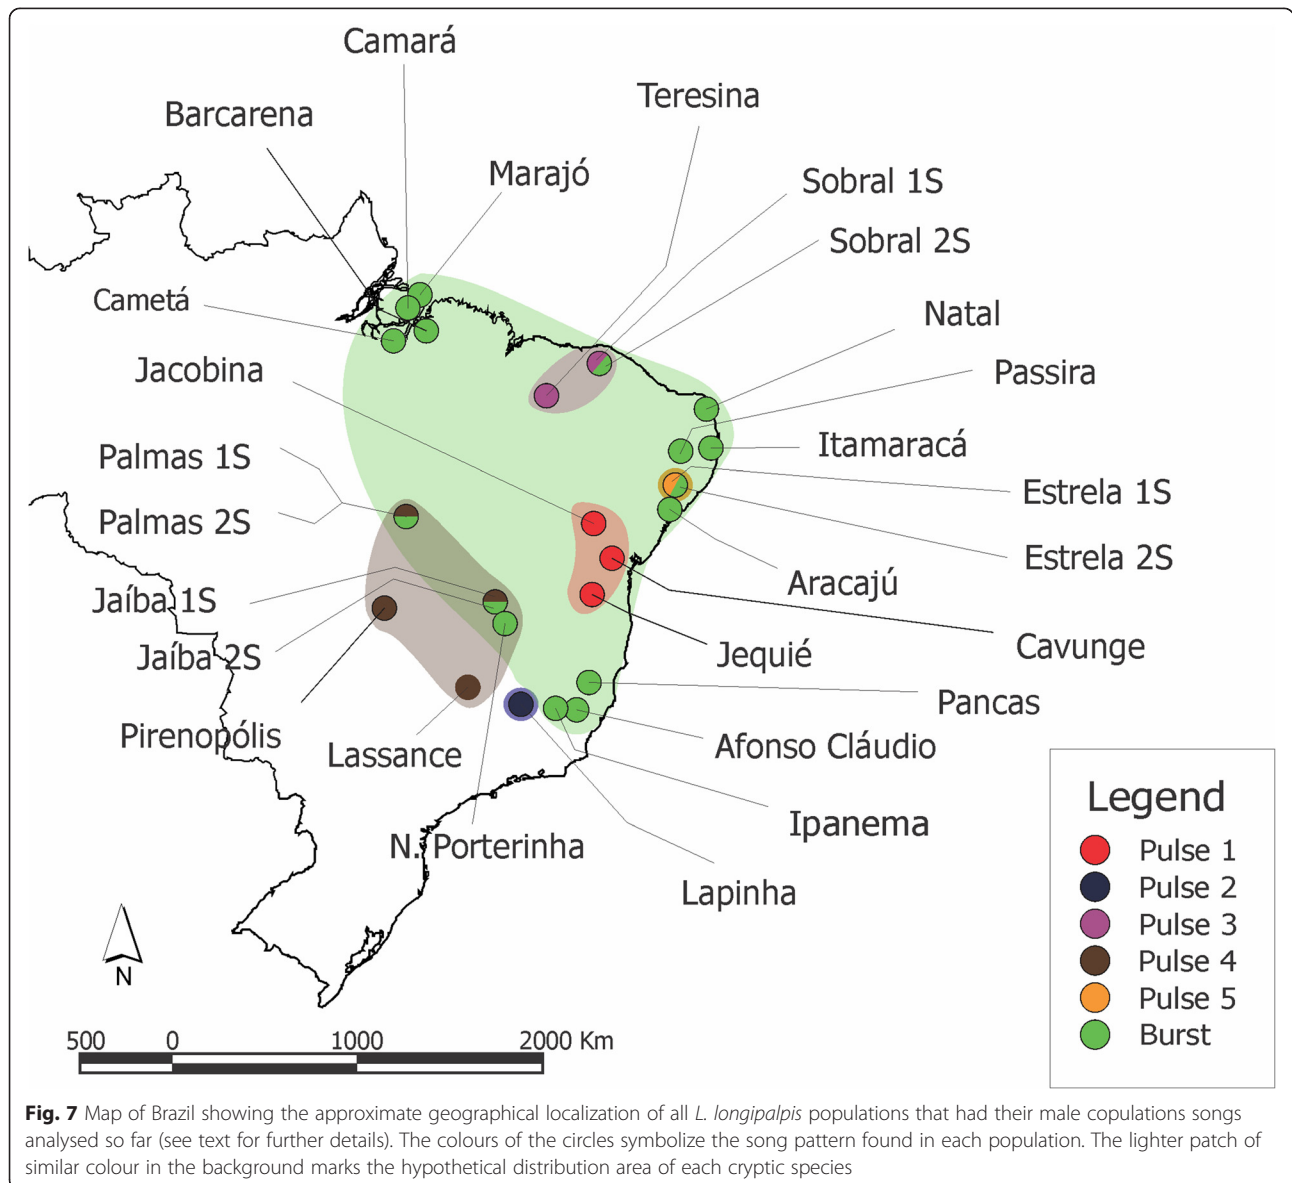 Camará
Teresina
Barcarena
Marajó
Sobral 1S
Sobral 2S
Cametá
Natal
Jacobina
Passira
Itamaracá
Palmas 1S
Estrela 1S
Palmas 2S
Estrela 2S
Aracajú
Jaíba 1S
Cavunge
Jaíba 2S
Jequié
Pancas
Pirenopólis
Lassance
Afonso Cláudio
Ipanema
N. Porterinha
Lapinha
Legend
Pulse 1
Pulse 2
Pulse 3
Pulse 4
Pulse 5
Burst
N
500 0 1000 2000 Km
Fig. 7 Map of Brazil showing the approximate geographical localization of all L. longipalpis populations that had their male copulations songs
analysed so far (see text for further details). The colours of the circles symbolize the song pattern found in each population. The lighter patch of
similar colour in the background marks the hypothetical distribution area of each cryptic species